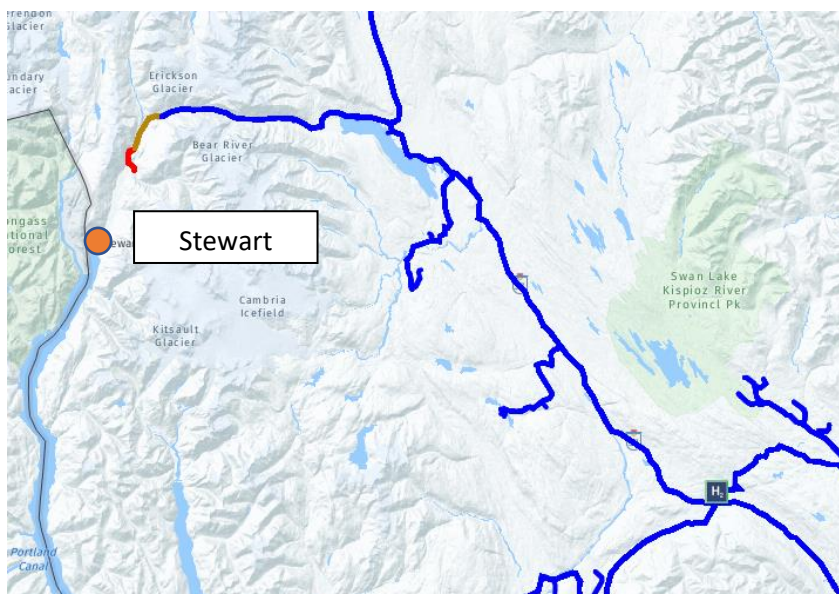 Glacier
Erickson
Glacier
Bear River
Glacier
Stewart
Cambria
Icefield
Kitsault
Glacier
Swan Lake
Kispioz River
Provincl Pk
H₂
Portland
Canal